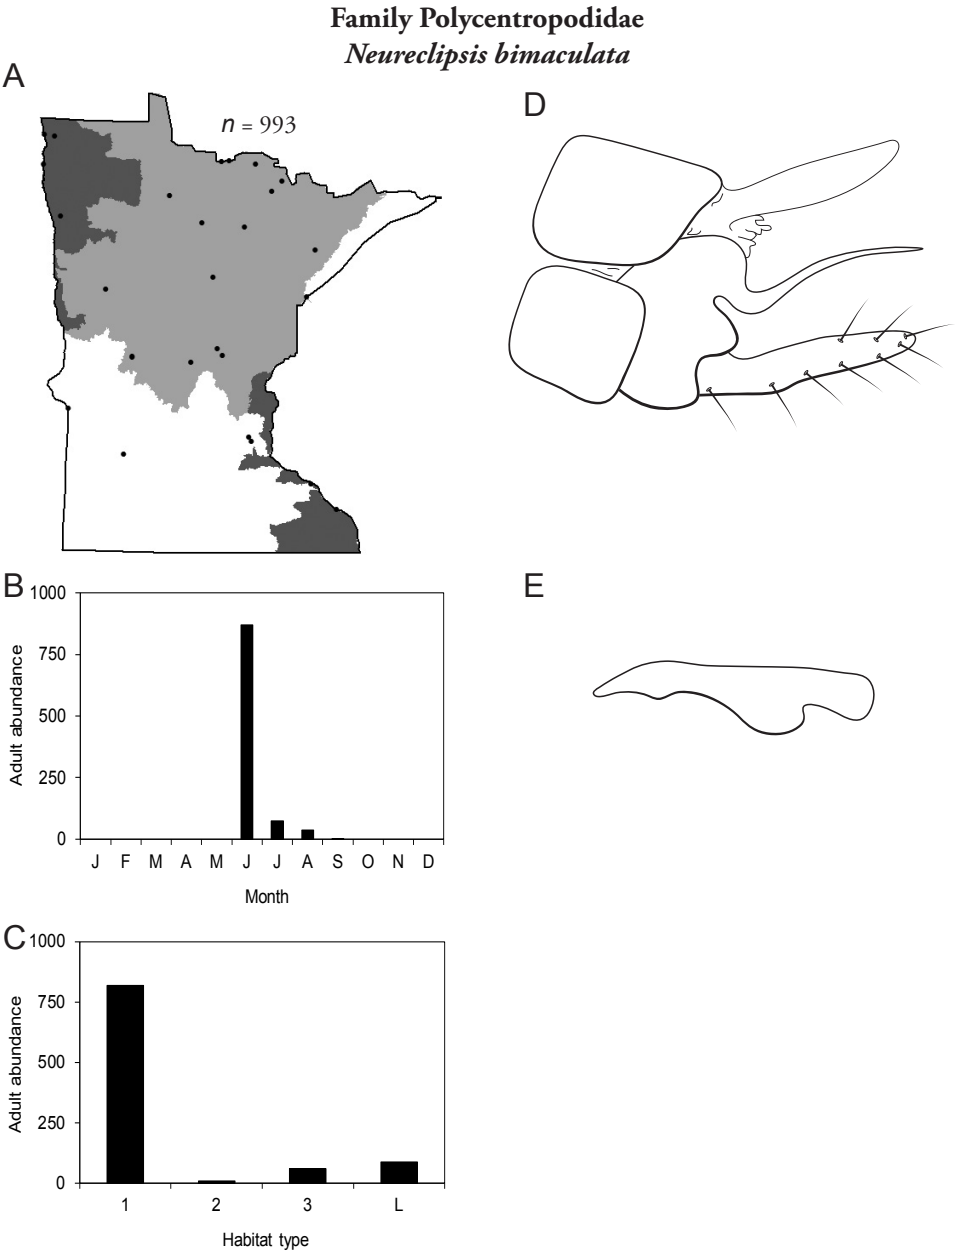 Family Polycentropodidae
Neureclipsis bimaculata
A
n = 993
D
B
1000
750
500
250
0
Adult abundance
J F M A M J J A S O N D
Month
E
C
1000
750
500
250
0
Adult abundance
1 2 3 L
Habitat type